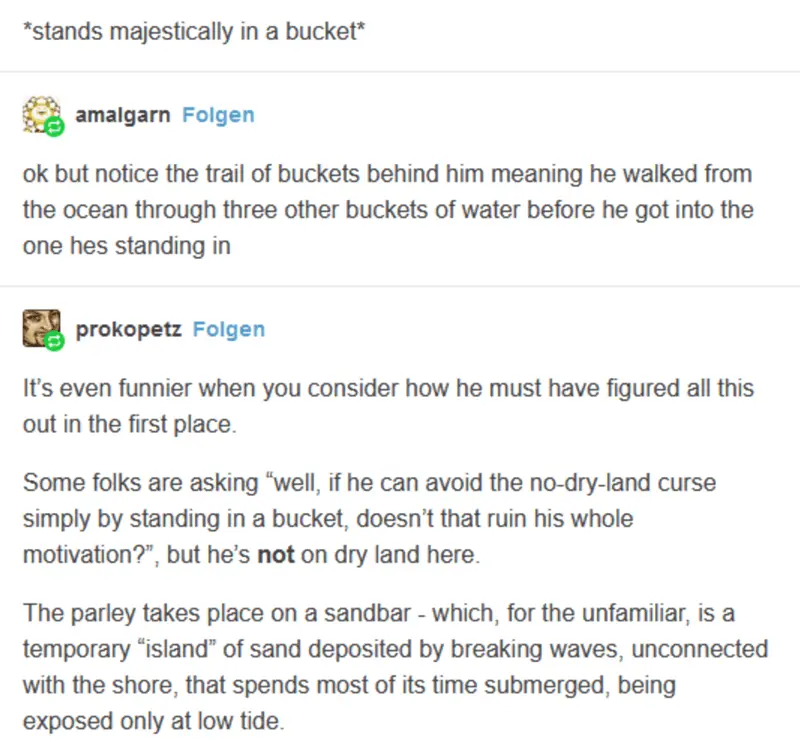 *stands majestically in a bucket*
amalgarn Folgen
ok but notice the trail of buckets behind him meaning he walked from
the ocean through three other buckets of water before he got into the
one hes standing in
prokopetz Folgen
It's even funnier when you consider how he must have figured all this
out in the first place.
Some folks are asking “well, if he can avoid the no-dry-land curse
simply by standing in a bucket, doesn't that ruin his whole
motivation?”, but he's not on dry land here.
The parley takes place on a sandbar - which, for the unfamiliar, is a
temporary “island” of sand deposited by breaking waves, unconnected
with the shore, that spends most of its time submerged, being
exposed only at low tide.